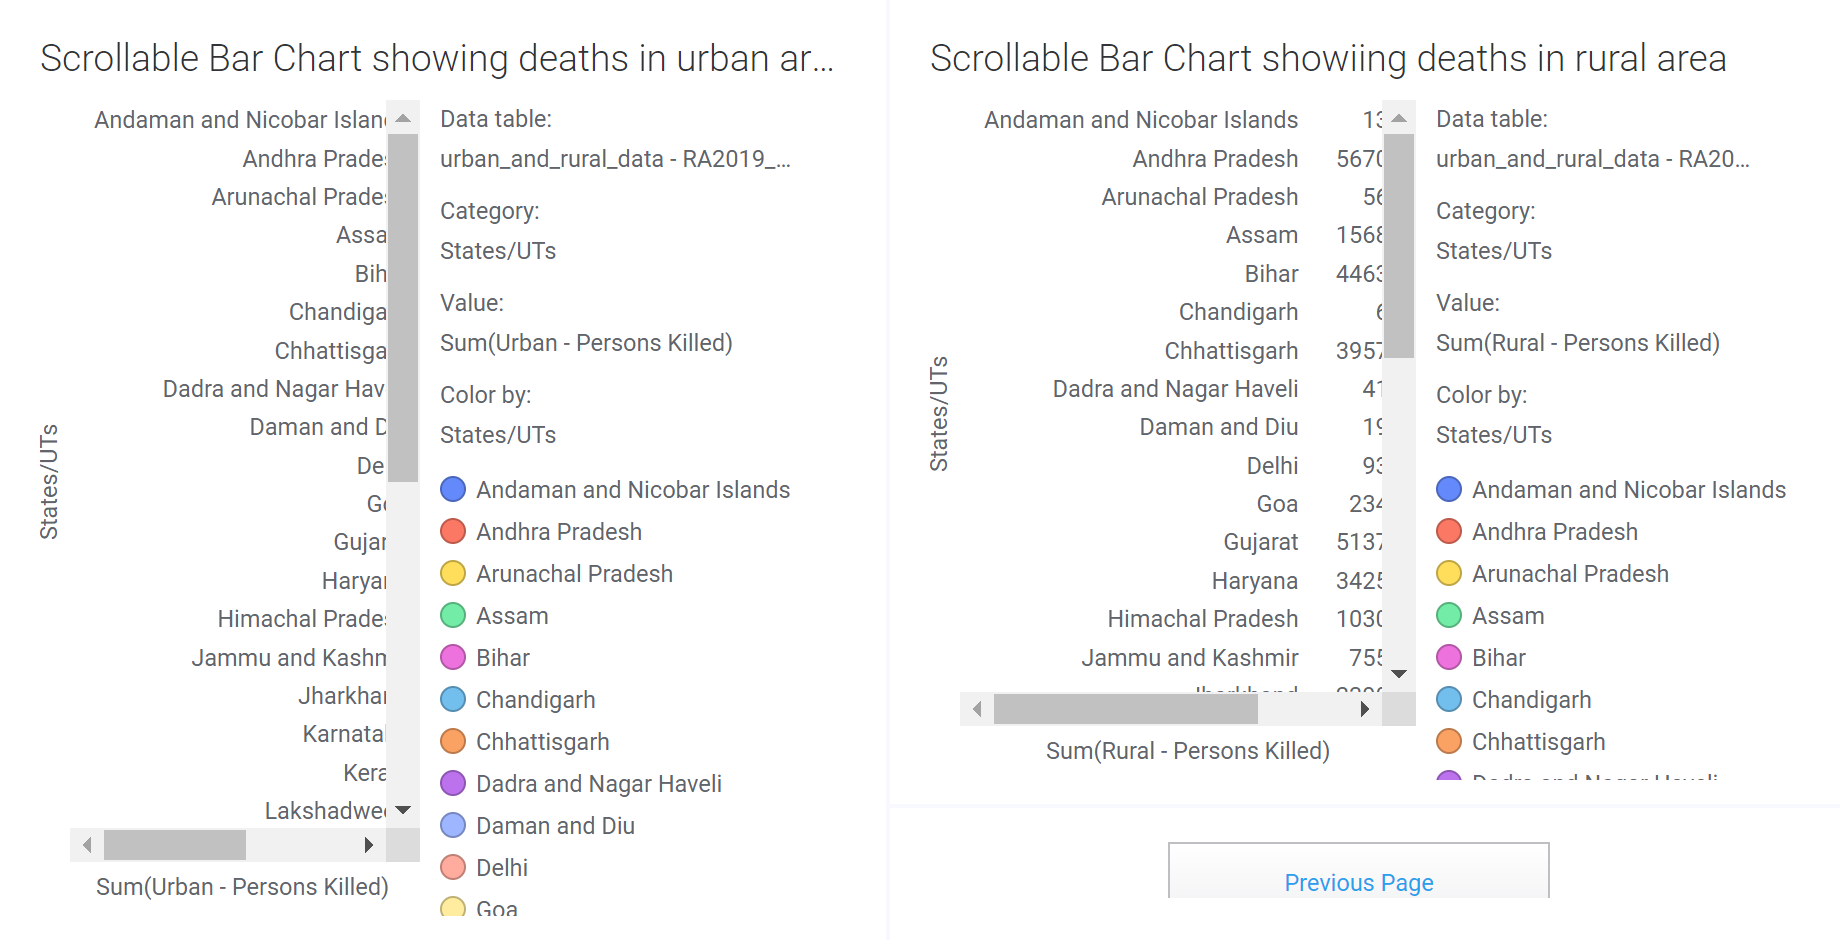 Scrollable Bar Chart showing deaths in urban ar...
Andaman and Nicobar Islan
Andhra Prade
Arunachal Prade
Assa
Bih
Chandiga
Chhattisga
Dadra and Nagar Hav
Daman and D
De
G
Gujar
Harya
Himachal Prade
Jammu and Kash
Jharkha
Karnata
Kera
Lakshadwe
States/UTs
Sum(Urban - Persons Killed)
Data table:
urban_and_rural_data - RA2019_...
Category:
States/UTs
Value:
Sum(Urban - Persons Killed)
Color by:
States/UTs
Andaman and Nicobar Islands
Andhra Pradesh
Arunachal Pradesh
Assam
Bihar
Chandigarh
Chhattisgarh
Dadra and Nagar Haveli
Daman and Diu
Delhi
Goa
Scrollable Bar Chart showiing deaths in rural area
Andaman and Nicobar Islands 13
Andhra Pradesh 5670
Arunachal Pradesh 56
Assam 1568
Bihar 4463
Chandigarh 6
Chhattisgarh 3957
Dadra and Nagar Haveli 41
Daman and Diu 19
Delhi 93
Goa 234
Gujarat 5137
Haryana 3425
Himachal Pradesh 1030
Jammu and Kashmir 755
Jharkhand
States/UTs
Sum(Rural - Persons Killed)
Data table:
urban_and_rural_data - RA20...
Category:
States/UTs
Value:
Sum(Rural - Persons Killed)
Color by:
States/UTs
Andaman and Nicobar Islands
Andhra Pradesh
Arunachal Pradesh
Assam
Bihar
Chandigarh
Chhattisgarh
Dadra and Nagar Haveli
Previous Page